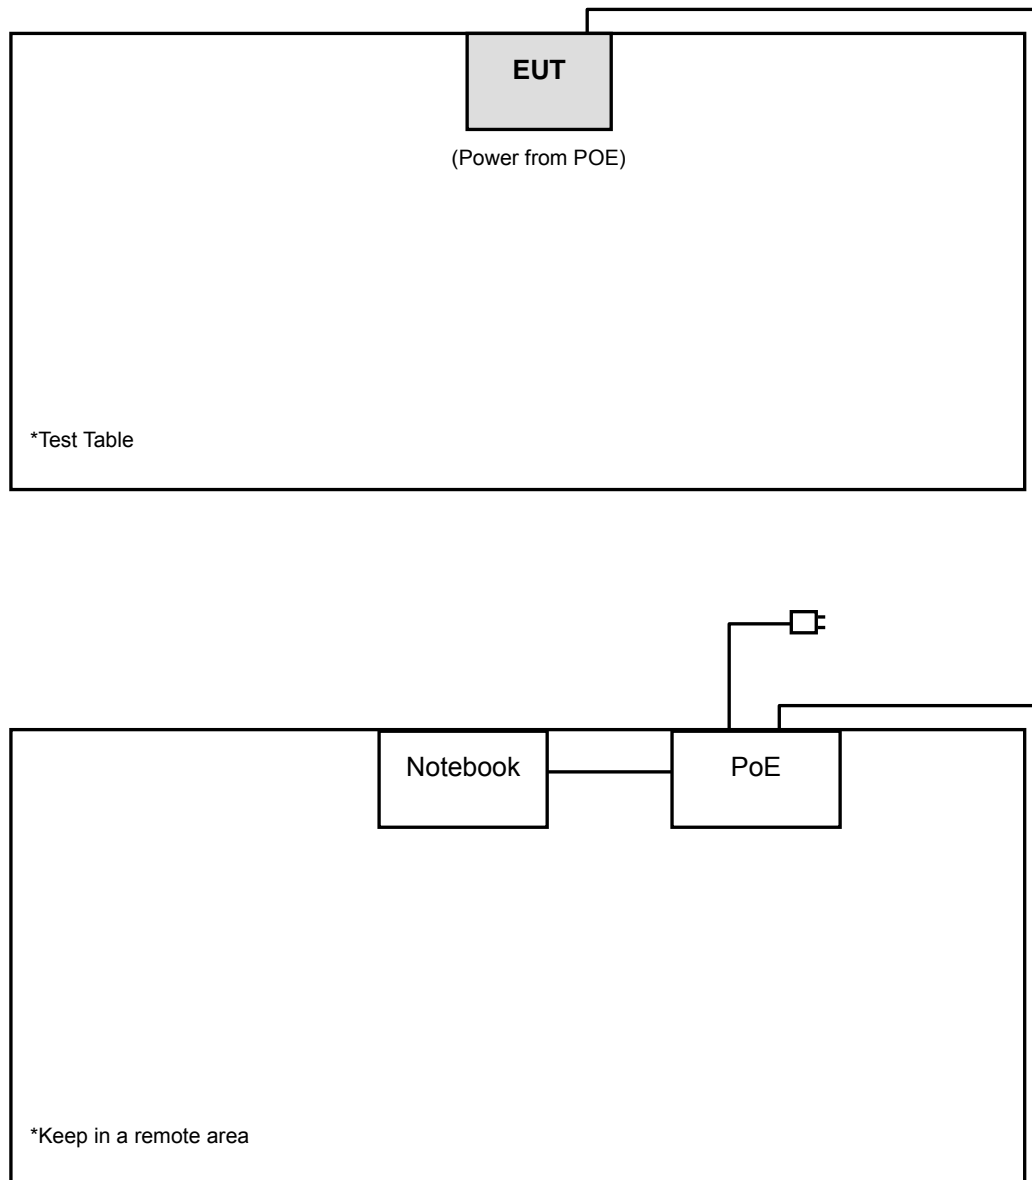 EUT
(Power from POE)
*Test Table
Notebook
PoE
*Keep in a remote area